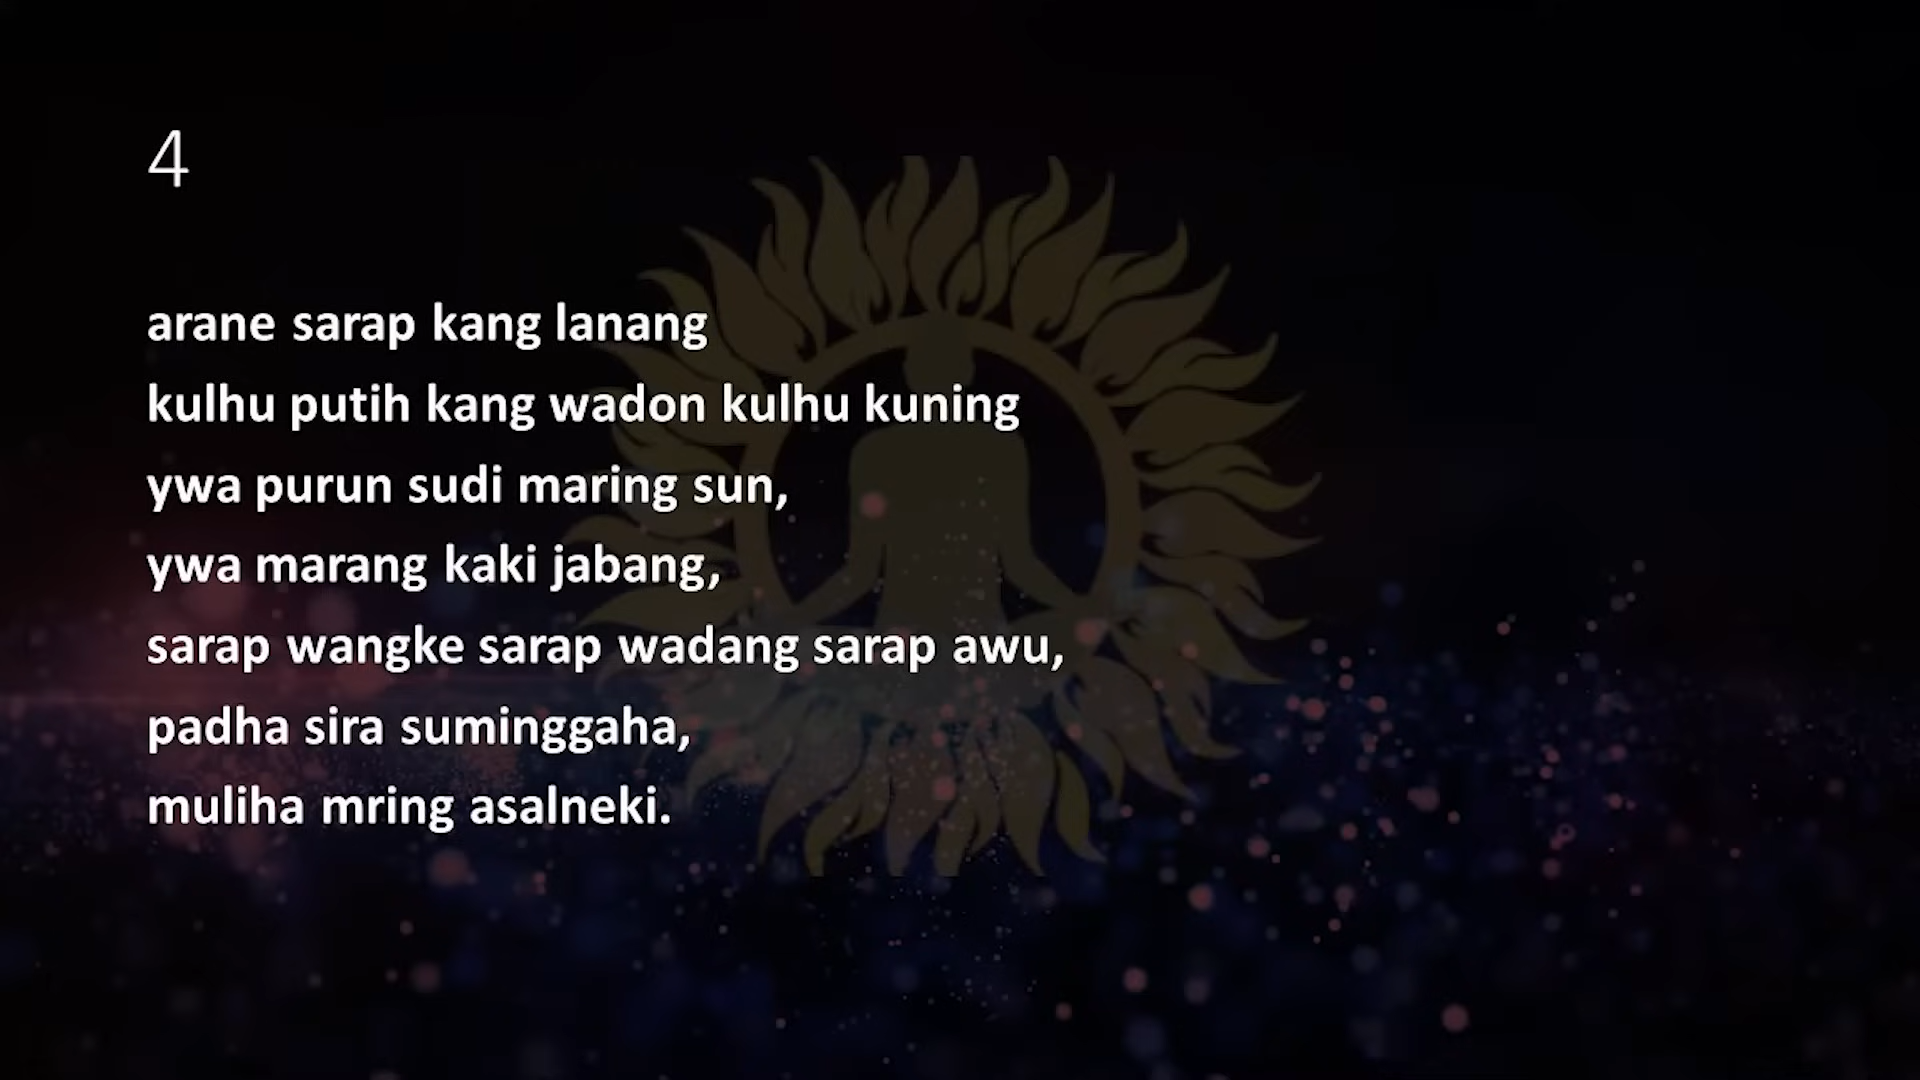 4
arane sarap kang lanang
kulhu putih kang wadon kulhu kuning
ywa purun sudi maring sun,
ywa marang kaki jabang,
sarap wangke sarap wadang sarap awu,
padha sira suminggaha,
muliha mring asalneki.